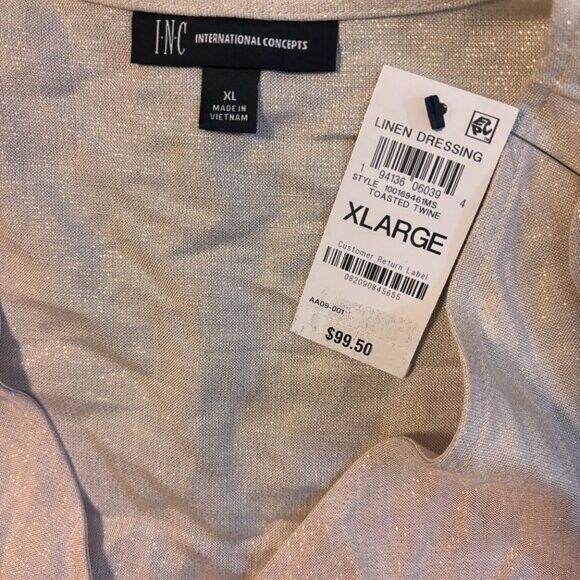 I·N·C INTERNATIONAL CONCEPTS
XL
MADE IN
VIETNAM
LINEN DRESSING
1 94136 06039 4
STYLE 100169461MS
TOASTED TWINE
XLARGE
Customer Return Label
082090845655
AA09-001
$99.50